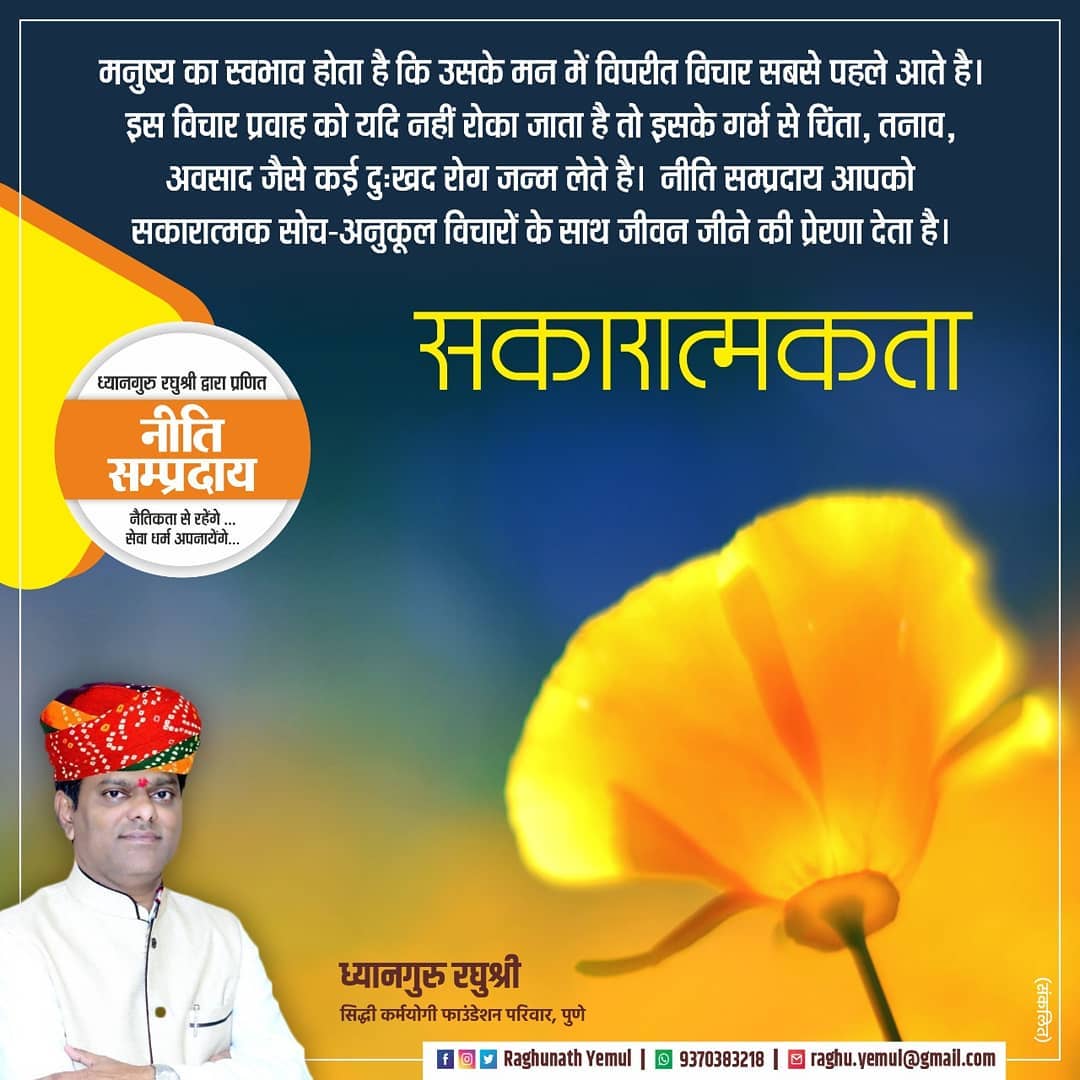 मनुष्य का स्वभाव होता है कि उसके मन में विपरीत विचार सबसे पहले आते है।
इस विचार प्रवाह को यदि नहीं रोका जाता है तो इसके गर्भ से चिंता, तनाव,
अवसाद जैसे कई दुःखद रोग जन्म लेते है। नीति सम्प्रदाय आपको
सकारात्मक सोच-अनुकूल विचारों के साथ जीवन जीने की प्रेरणा देता है।
सकारात्मकता
ध्यानगुरु रघुश्री द्वारा प्रणित
नीति
सम्प्रदाय
नैतिकता से रहेंगे ...
सेवा धर्म अपनायेंगे...
ध्यानगुरु रघुश्री
सिद्धी कर्मयोगी फाउंडेशन परिवार, पुणे
(संकलित)
Raghunath Yemul | 9370383218 | raghu.yemul@gmail.com